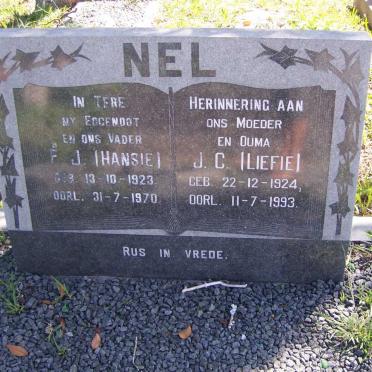 NEL
IN TERE
MY EGGENOOT
EN ONS VADER
F. J. (HANSIE)
GEB. 13-10-1923.
OORL. 31-7-1970.
HERINNERING AAN
ONS MOEDER
EN OUMA
J. C. (LIEFIE)
GEB. 22-12-1924,
OORL. 11-7-1993.
RUS IN VREDE.